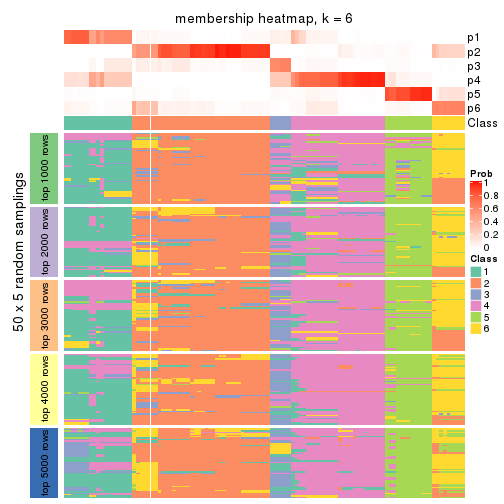 membership heatmap, k = 6
p1
p2
p3
p4
p5
p6
Class
50 x 5 random samplings
top 1000 rows
top 2000 rows
top 3000 rows
top 4000 rows
top 5000 rows
Prob
1
0.8
0.6
0.4
0.2
0
Class
1
2
3
4
5
6